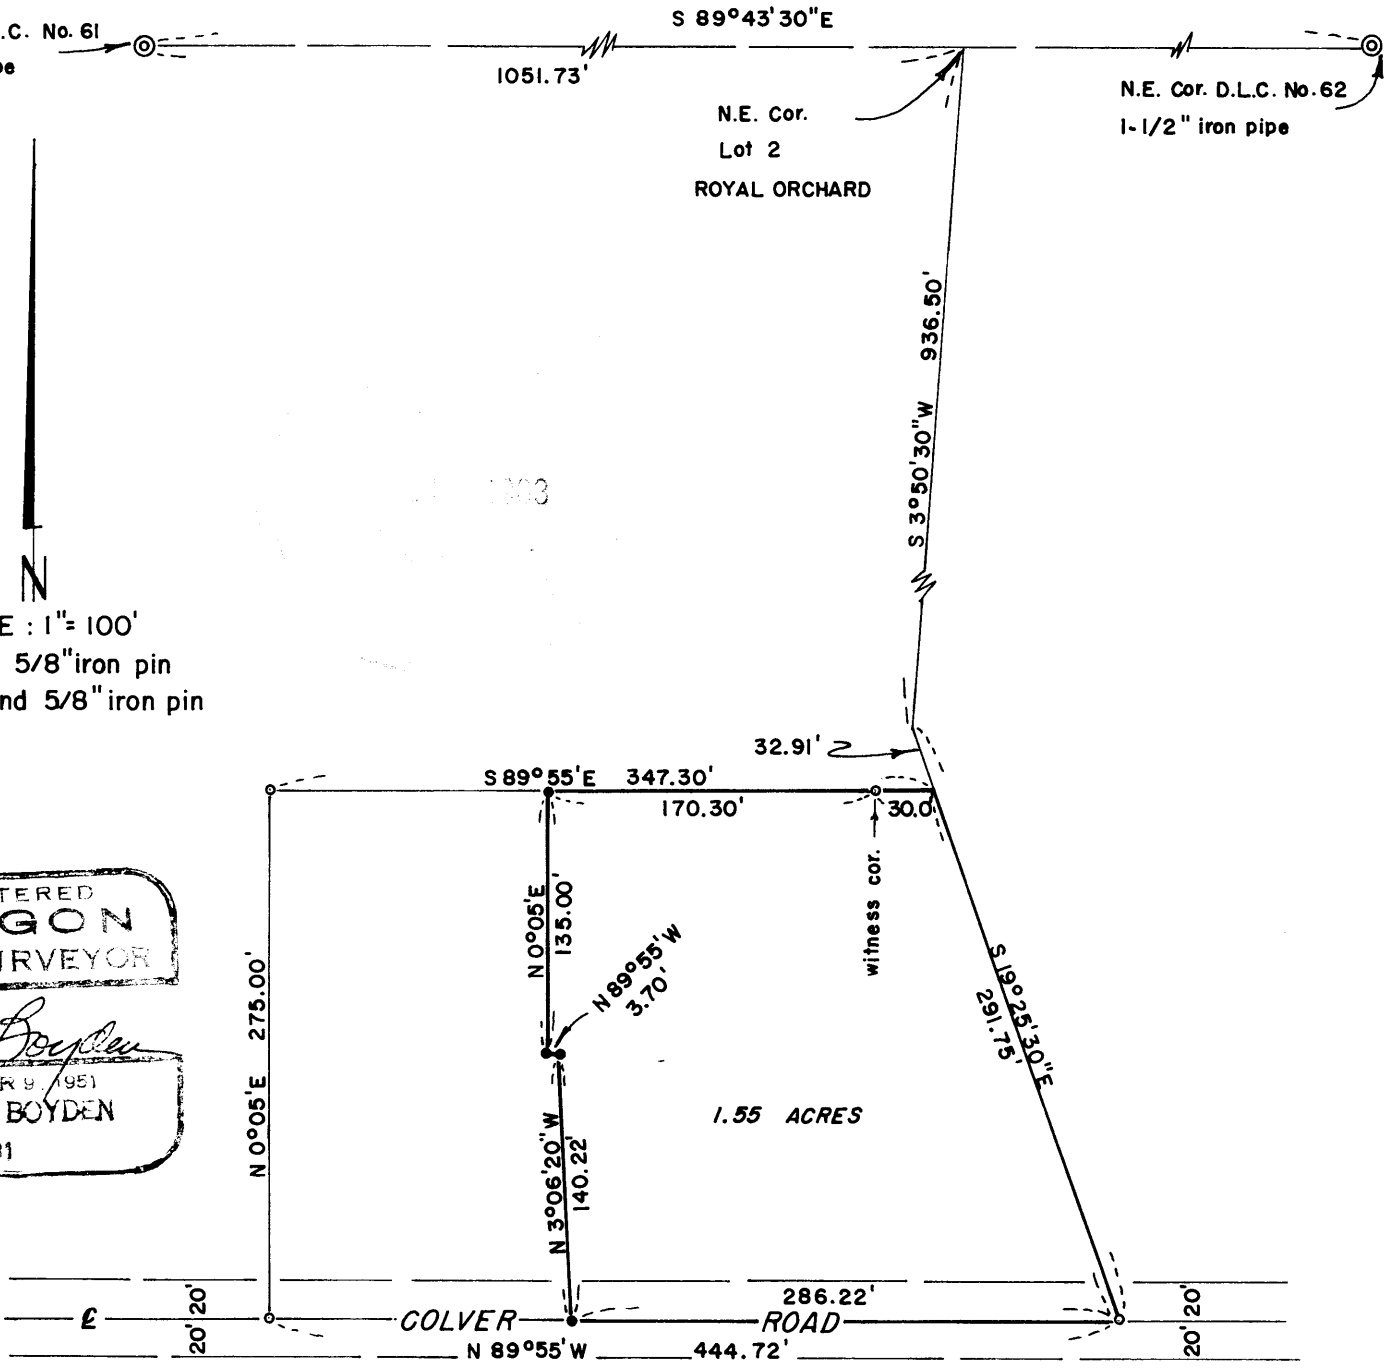 S 89°43'30"E
.C. No. 61
pe
1051.73'
N.E. Cor.
Lot 2
ROYAL ORCHARD
N.E. Cor. D.L.C. No. 62
1-1/2" iron pipe
S 3°50'30"W 936.50'
N
E : 1"= 100'
5/8" iron pin
nd 5/8" iron pin
32.91'
S 89°55'E 347.30'
170.30'
30.0'
witness cor.
N 0°05'E
135.00'
N 89°55'W
3.70'
S 19°25'30"E
291.75'
N 0°05'E 275.00'
TERED
GON
RVEYOR
Boyden
R 9, 1951
BOYDEN
1.55 ACRES
N 3°06'20"W
140.22'
20' 20'
286.22'
20' 20'
℄ COLVER ROAD
N 89°55'W 444.72'